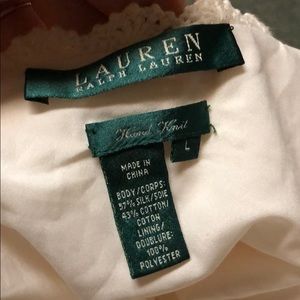 LAUREN
RALPH LAUREN
Hand Knit
L
MADE IN
CHINA
BODY/CORPS:
57% SILK/SOIE
43% COTTON/
COTON
LINING/
DOUBLURE:
100%
POLYESTER